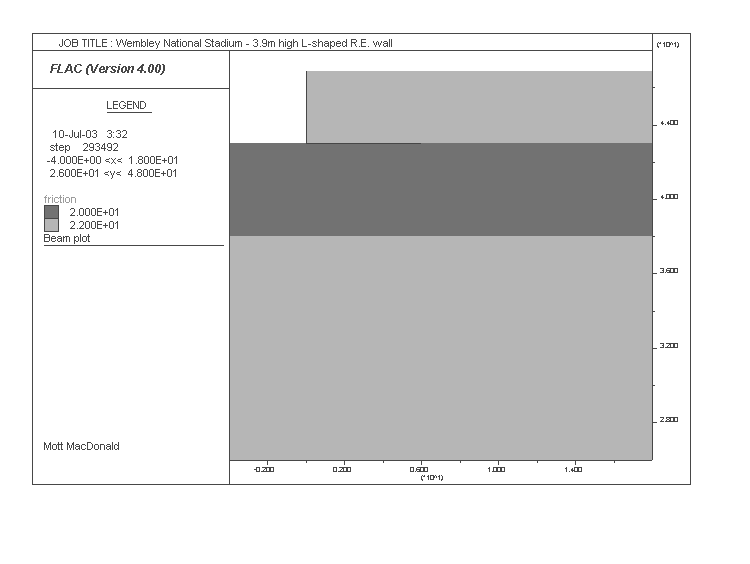 JOB TITLE : Wembley National Stadium - 3.9m high L-shaped R.E. wall
(*10^1)
FLAC (Version 4.00)
LEGEND
10-Jul-03 3:32
step 293492
-4.000E+00 <x< 1.800E+01
2.600E+01 <y< 4.800E+01
friction
2.000E+01
2.200E+01
Beam plot
Mott MacDonald
4.400
4.000
3.600
3.200
2.800
-0.200 0.200 0.600 1.000 1.400
(*10^1)